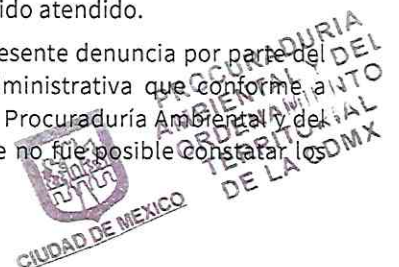 ido atendido.
esente denuncia por parte del
ministrativa que conforme a
Procuraduría Ambiental y del
e no fue posible constatar los
PROCURADURIA
AMBIENTAL Y DEL
ORDENAMIENTO
TERRITORIAL
DE LA CDMX
CIUDAD DE MEXICO